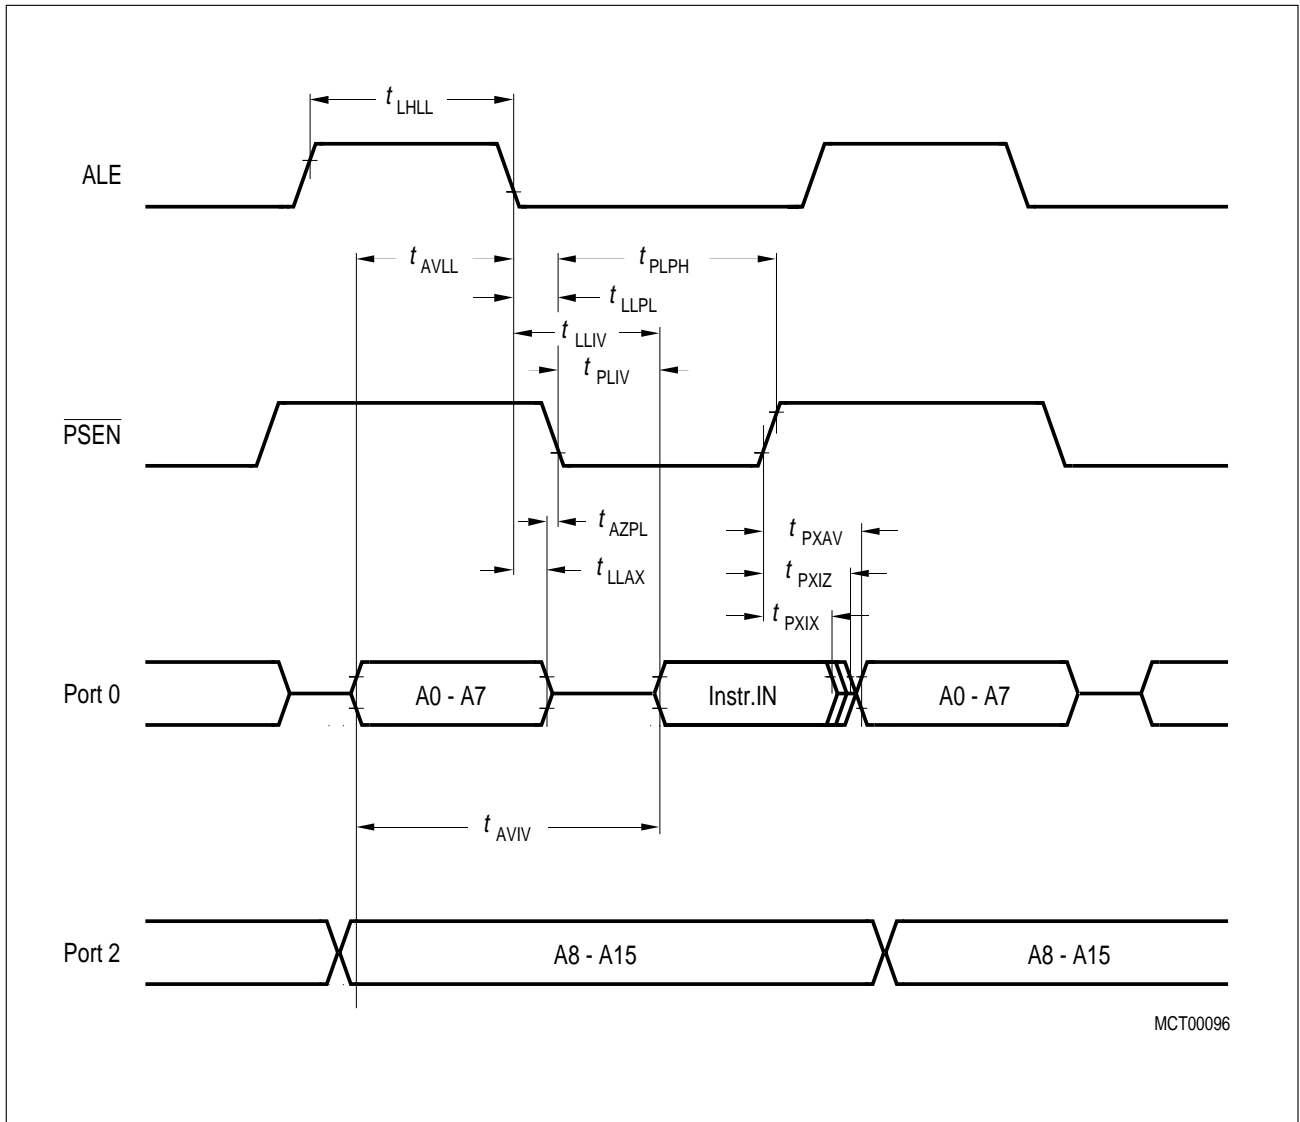 t LHLL
ALE
t AVLL
t PLPH
t LLPL
t LLIV
t PLIV
PSEN
t AZPL
t PXAV
t LLAX
t PXIZ
t PXIX
Port 0
A0 - A7
Instr.IN
A0 - A7
t AVIV
Port 2
A8 - A15
A8 - A15
MCT00096